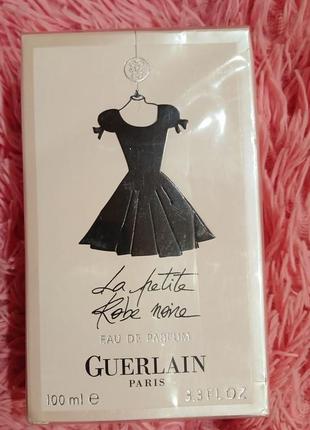 La petite
Robe noire
EAU DE PARFUM
GUERLAIN
PARIS
100 ml e 3.3 FL.OZ